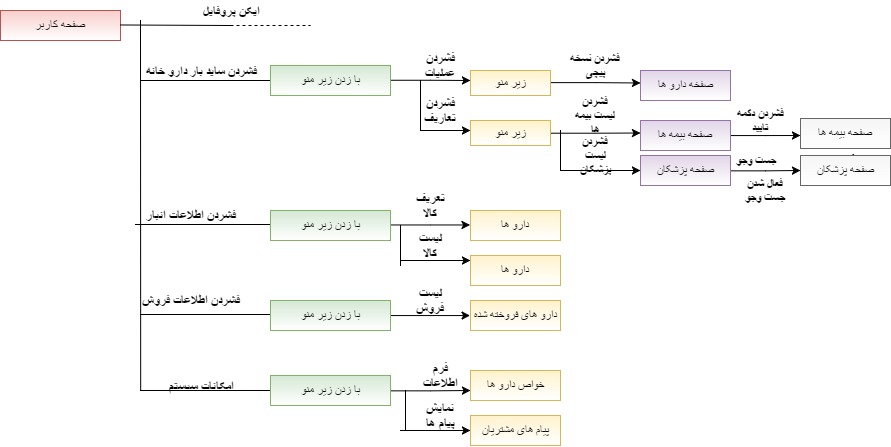 ایکن پروفایل
صفحه کاربر
فشردن ساید بار دارو خانه
با زدن زیر منو
فشردن
عملیات
زیر منو
فشردن نسخه
پیچی
صفحه دارو ها
فشردن
تعاریف
زیر منو
فشردن
لیست بیمه
ها
صفحه بیمه ها
فشردن دکمه
تایید
صفحه بیمه ها
فشردن
لیست
پزشکان
صفحه پزشکان
جست وجو
فعال شدن
جست وجو
صفحه پزشکان
فشردن اطلاعات انبار
با زدن زیر منو
تعریف
کالا
دارو ها
لیست
کالا
دارو ها
فشردن اطلاعات فروش
با زدن زیر منو
لیست
فروش
دارو های فروخته شده
امکانات سیستم
با زدن زیر منو
فرم
اطلاعات
خواص دارو ها
نمایش
پیام ها
پیام های مشتریان